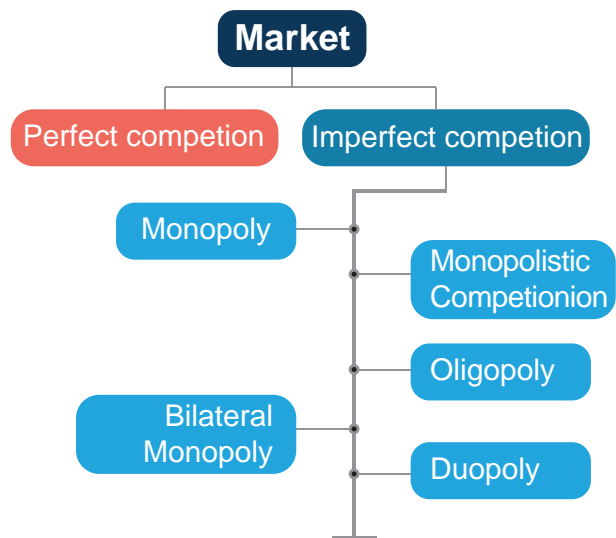 Market
Perfect competion
Imperfect competion
Monopoly
Monopolistic
Competionion
Oligopoly
Bilateral
Monopoly
Duopoly